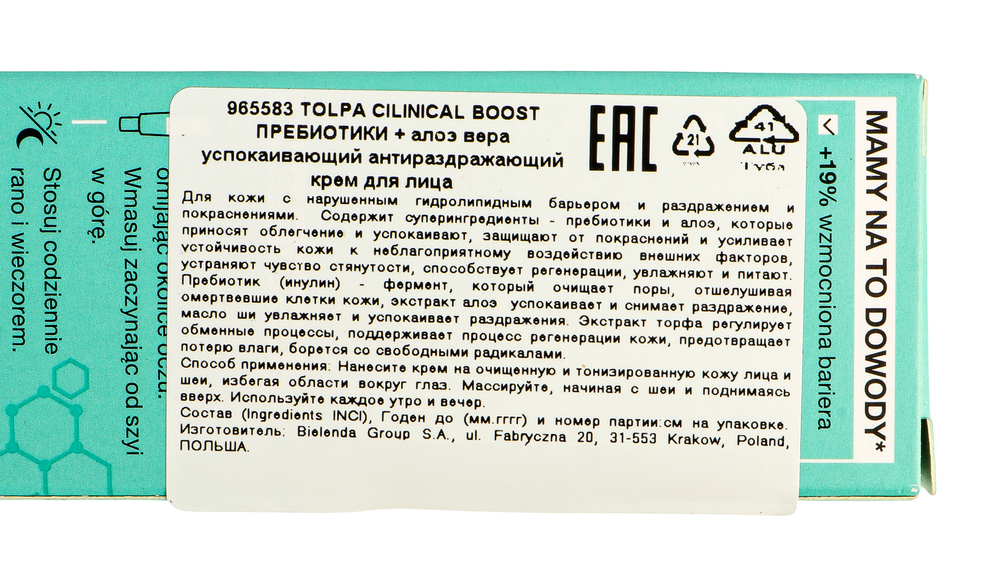 965583 TOLPA CILINICAL BOOST
ПРЕБИОТИКИ + алоэ вера
успокаивающий антираздражающий
крем для лица
EAC
21
41
ALU
Туба
Для кожи с нарушенным гидролипидным барьером и раздражением и
покраснениями. Содержит суперингредиенты - пребиотики и алоэ, которые
приносят облегчение и успокаивают, защищают от покраснений и усиливает
устойчивость кожи к неблагоприятному воздействию внешних факторов,
устраняют чувство стянутости, способствует регенерации, увлажняют и питают.
Пребиотик (инулин) - фермент, который очищает поры, отшелушивая
омертвевшие клетки кожи, экстракт алоэ успокаивает и снимает раздражение,
масло ши увлажняет и успокаивает раздражения. Экстракт торфа регулирует
обменные процессы, поддерживает процесс регенерации кожи, предотвращает
потерю влаги, борется со свободными радикалами.
Способ применения: Нанесите крем на очищенную и тонизированную кожу лица и
шеи, избегая области вокруг глаз. Массируйте, начиная с шеи и поднимаясь
вверх. Используйте каждое утро и вечер.
Состав (Ingredients INCI), Годен до (мм.гггг) и номер партии:см на упаковке.
Изготовитель: Bielenda Group S.A., ul. Fabryczna 20, 31-553 Krakow, Poland,
ПОЛЬША.
MAMY NA TO DOWODY*
+19% wzmocniona bariera
omijając okolice oczu.
Wmasuj zaczynając od szyi
w górę.
Stosuj codziennie
rano i wieczorem.